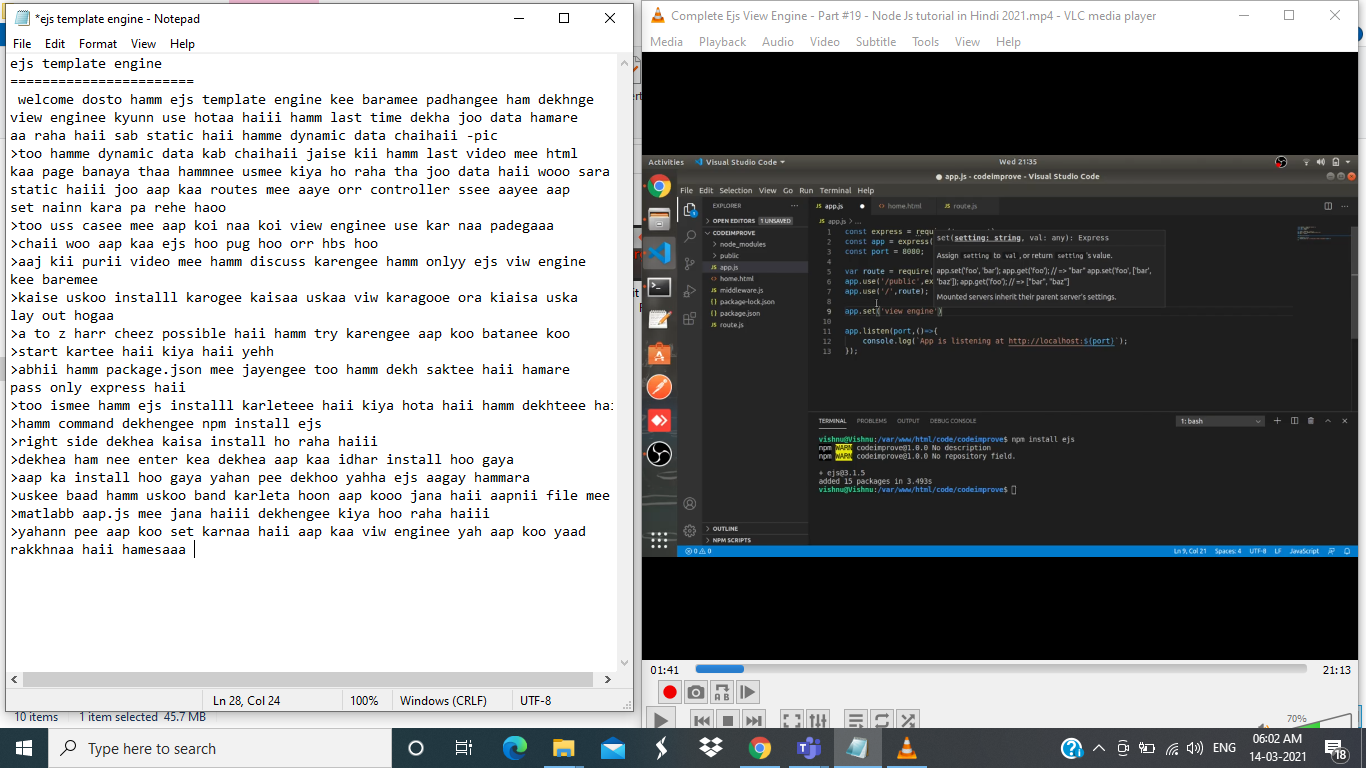 *ejs template engine - Notepad
File Edit Format View Help
ejs template engine
=======================
welcome dosto hamm ejs template engine kee baramee padhangee ham dekhnge
view enginee kyunn use hotaa haiii hamm last time dekha joo data hamare
aa raha haii sab static haii hamme dynamic data chaihaii -pic
>too hamme dynamic data kab chaihaii jaise kii hamm last video mee html
kaa page banaya thaa hammnee usmee kiya ho raha tha joo data haii wooo sara
static haiii joo aap kaa routes mee aaye orr controller ssee aayee aap
set nainn kara pa rehe haoo
>too uss casee mee aap koi naa koi view enginee use kar naa padegaaa
>chaii woo aap kaa ejs hoo pug hoo orr hbs hoo
>aaj kii purii video mee hamm discuss karengee hamm onlyy ejs viw engine
kee baremee
>kaise uskoo installl karogee kaisaa uskaa viw karagooe ora kiaisa uska
lay out hogaa
>a to z harr cheez possible haii hamm try karengee aap koo batanee koo
>start kartee haii kiya haii yehh
>abhii hamm package.json mee jayengee too hamm dekh saktee haii hamare
pass only express haii
>too ismee hamm ejs installl karleteee haii kiya hota haii hamm dekhteee hai
>hamm command dekhengee npm install ejs
>right side dekhea kaisa install ho raha haiii
>dekhea ham nee enter kea dekhea aap kaa idhar install hoo gaya
>aap ka install hoo gaya yahan pee dekhoo yahha ejs aagay hammara
>uskee baad hamm uskoo band karleta hoon aap kooo jana haii aapnii file mee
>matlabb aap.js mee jana haiii dekhengee kiya hoo raha haiii
>yahann pee aap koo set karnaa haii aap kaa viw enginee yah aap koo yaad
rakkhnaa haii hamesaaa
Ln 28, Col 24 100% Windows (CRLF) UTF-8
10 items 1 item selected 45.7 MB
Complete Ejs View Engine - Part #19 - Node Js tutorial in Hindi 2021.mp4 - VLC media player
Media Playback Audio Video Subtitle Tools View Help
Activities Visual Studio Code Wed 21:35
app.js - codeimprove - Visual Studio Code
File Edit Selection View Go Run Terminal Help
EXPLORER
OPEN EDITORS 1 UNSAVED
CODEIMPROVE
node_modules
public
JS app.js
home.html
JS middleware.js
package-lock.json
package.json
JS route.js
OUTLINE
NPM SCRIPTS
JS app.js home.html JS route.js
JS app.js > ...
1 const express = requi
2 const app = express(
3 const port = 8000;
4
5 var route = require(
6 app.use('/public',ex
7 app.use('/',route);
8
9 app.set('view engine')
10
11 app.listen(port,()=>{
12 console.log(`App is listening at http://localhost:${port}`);
13 });
set(setting: string, val: any): Express
Assign setting to val, or return setting 's value.
app.set('foo', 'bar'); app.get('foo'); // => "bar" app.set('foo', ['bar',
'baz']); app.get('foo'); // => ["bar", "baz"]
Mounted servers inherit their parent server's settings.
TERMINAL PROBLEMS OUTPUT DEBUG CONSOLE 1: bash
vishnu@Vishnu:/var/www/html/code/codeimprove$ npm install ejs
npm WARN codeimprove@1.0.0 No description
npm WARN codeimprove@1.0.0 No repository field.
+ ejs@3.1.5
added 15 packages in 3.493s
vishnu@Vishnu:/var/www/html/code/codeimprove$
0 0 Ln 9, Col 21 Spaces: 4 UTF-8 LF JavaScript
01:41 21:13
A B
70%
Type here to search
ENG 06:02 AM
14-03-2021
18